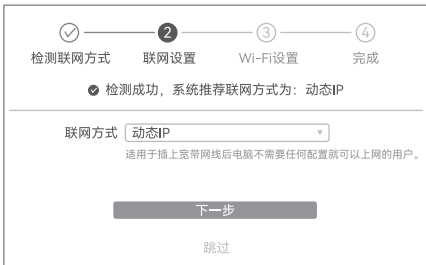 2 3 4
检测联网方式 联网设置 Wi-Fi设置 完成
检测成功，系统推荐联网方式为：动态IP
联网方式 动态IP
适用于插上宽带网线后电脑不需要任何配置就可以上网的用户。
下一步
跳过